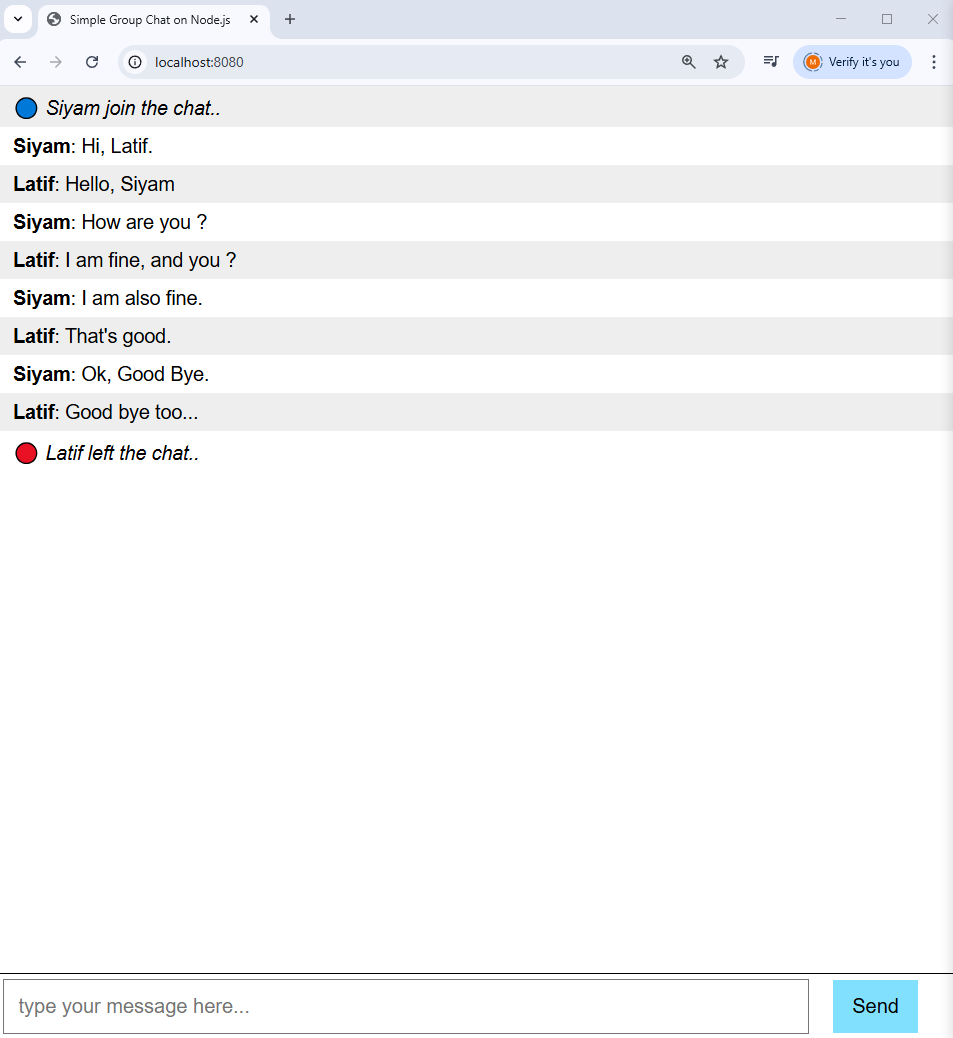 Simple Group Chat on Node.js
localhost:8080
M
Verify it's you
Siyam join the chat..
Siyam: Hi, Latif.
Latif: Hello, Siyam
Siyam: How are you ?
Latif: I am fine, and you ?
Siyam: I am also fine.
Latif: That's good.
Siyam: Ok, Good Bye.
Latif: Good bye too...
Latif left the chat..
type your message here...
Send